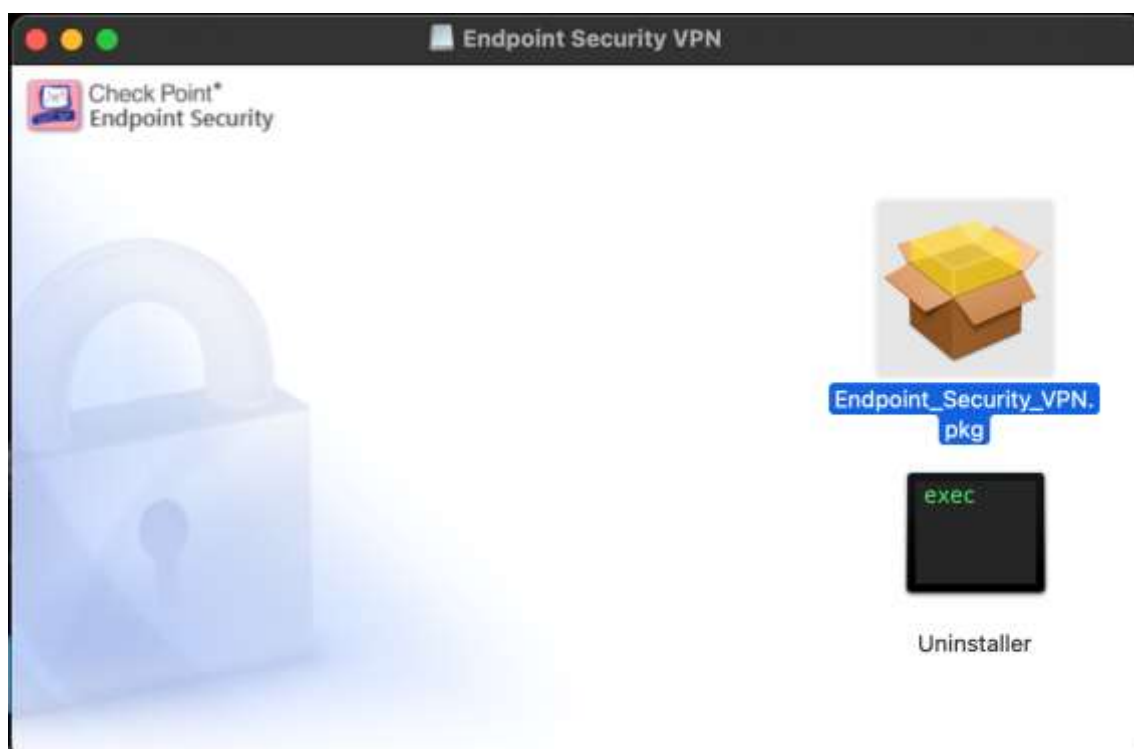 Endpoint Security VPN
Check Point®
Endpoint Security
Endpoint_Security_VPN.
pkg
exec
Uninstaller